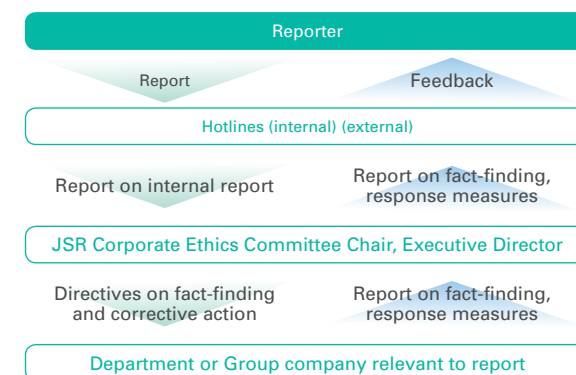 Reporter
Report
Feedback
Hotlines (internal) (external)
Report on internal report
Report on fact-finding,
response measures
JSR Corporate Ethics Committee Chair, Executive Director
Directives on fact-finding
and corrective action
Report on fact-finding,
response measures
Department or Group company relevant to report